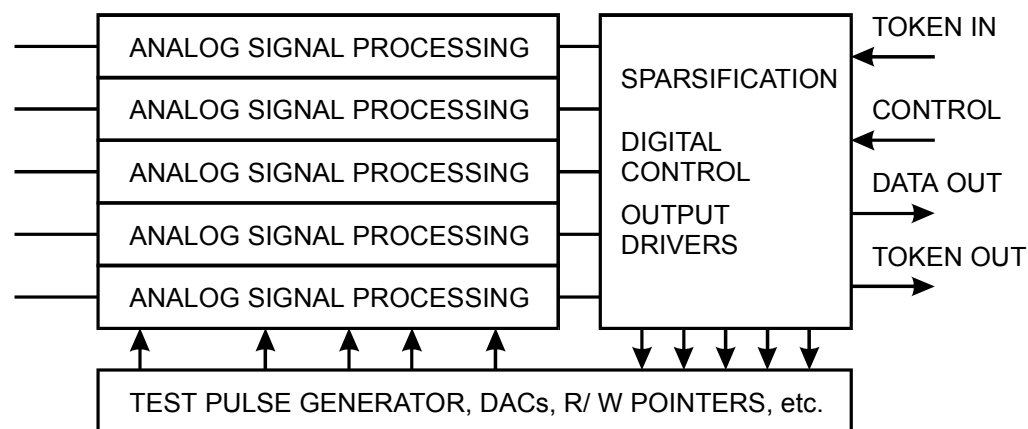 ANALOG SIGNAL PROCESSING
ANALOG SIGNAL PROCESSING
ANALOG SIGNAL PROCESSING
ANALOG SIGNAL PROCESSING
ANALOG SIGNAL PROCESSING
SPARSIFICATION
DIGITAL
CONTROL
OUTPUT
DRIVERS
TOKEN IN
CONTROL
DATA OUT
TOKEN OUT
TEST PULSE GENERATOR, DACs, R/ W POINTERS, etc.